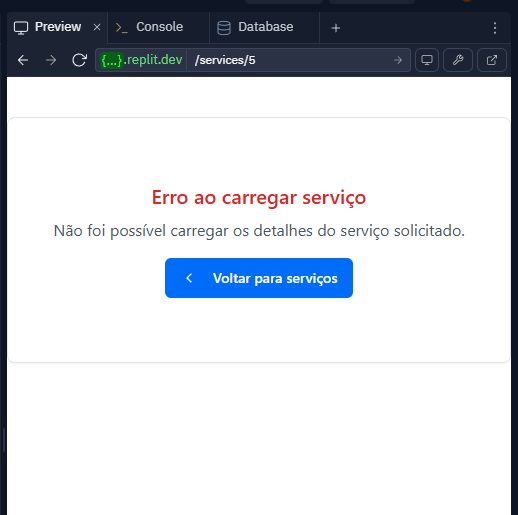 Preview
Console
Database
{...}.replit.dev
/services/5
Erro ao carregar serviço
Não foi possível carregar os detalhes do serviço solicitado.
Voltar para serviços